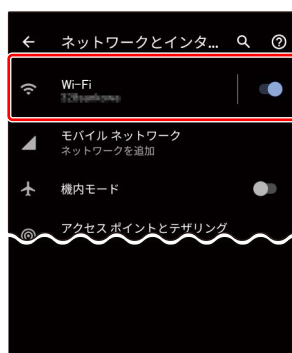 ネットワークとインタ...
Wi-Fi
モバイル ネットワーク
ネットワークを追加
機内モード
アクセス ポイントとテザリング